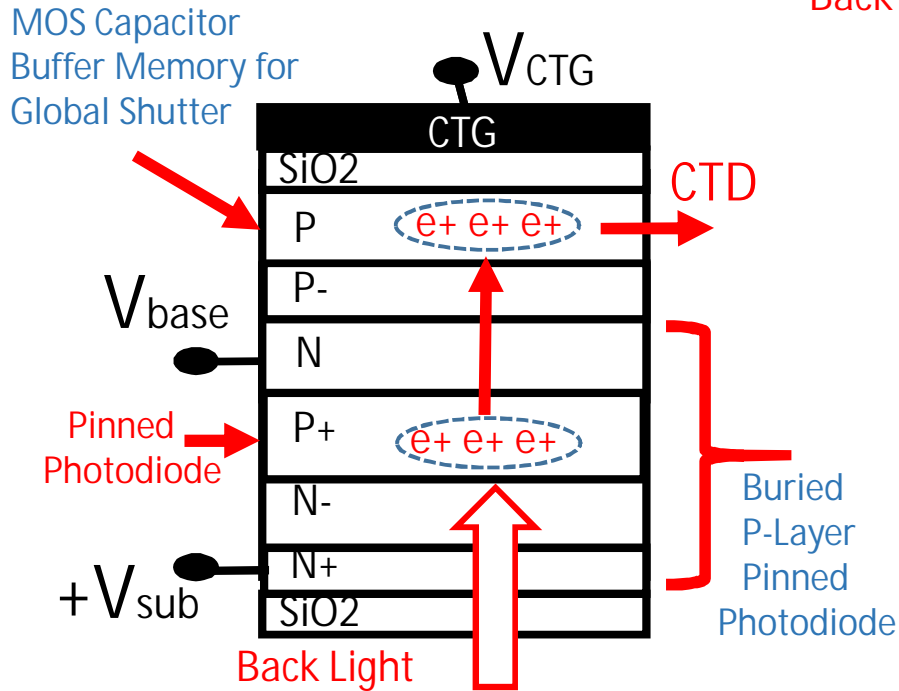 Back
MOS Capacitor
Buffer Memory for
Global Shutter
VCTG
CTG
SiO2
CTD
P
e+ e+ e+
P-
Vbase
N
Pinned
Photodiode
P+
e+ e+ e+
N-
Buried
P-Layer
Pinned
Photodiode
N+
+Vsub
SiO2
Back Light